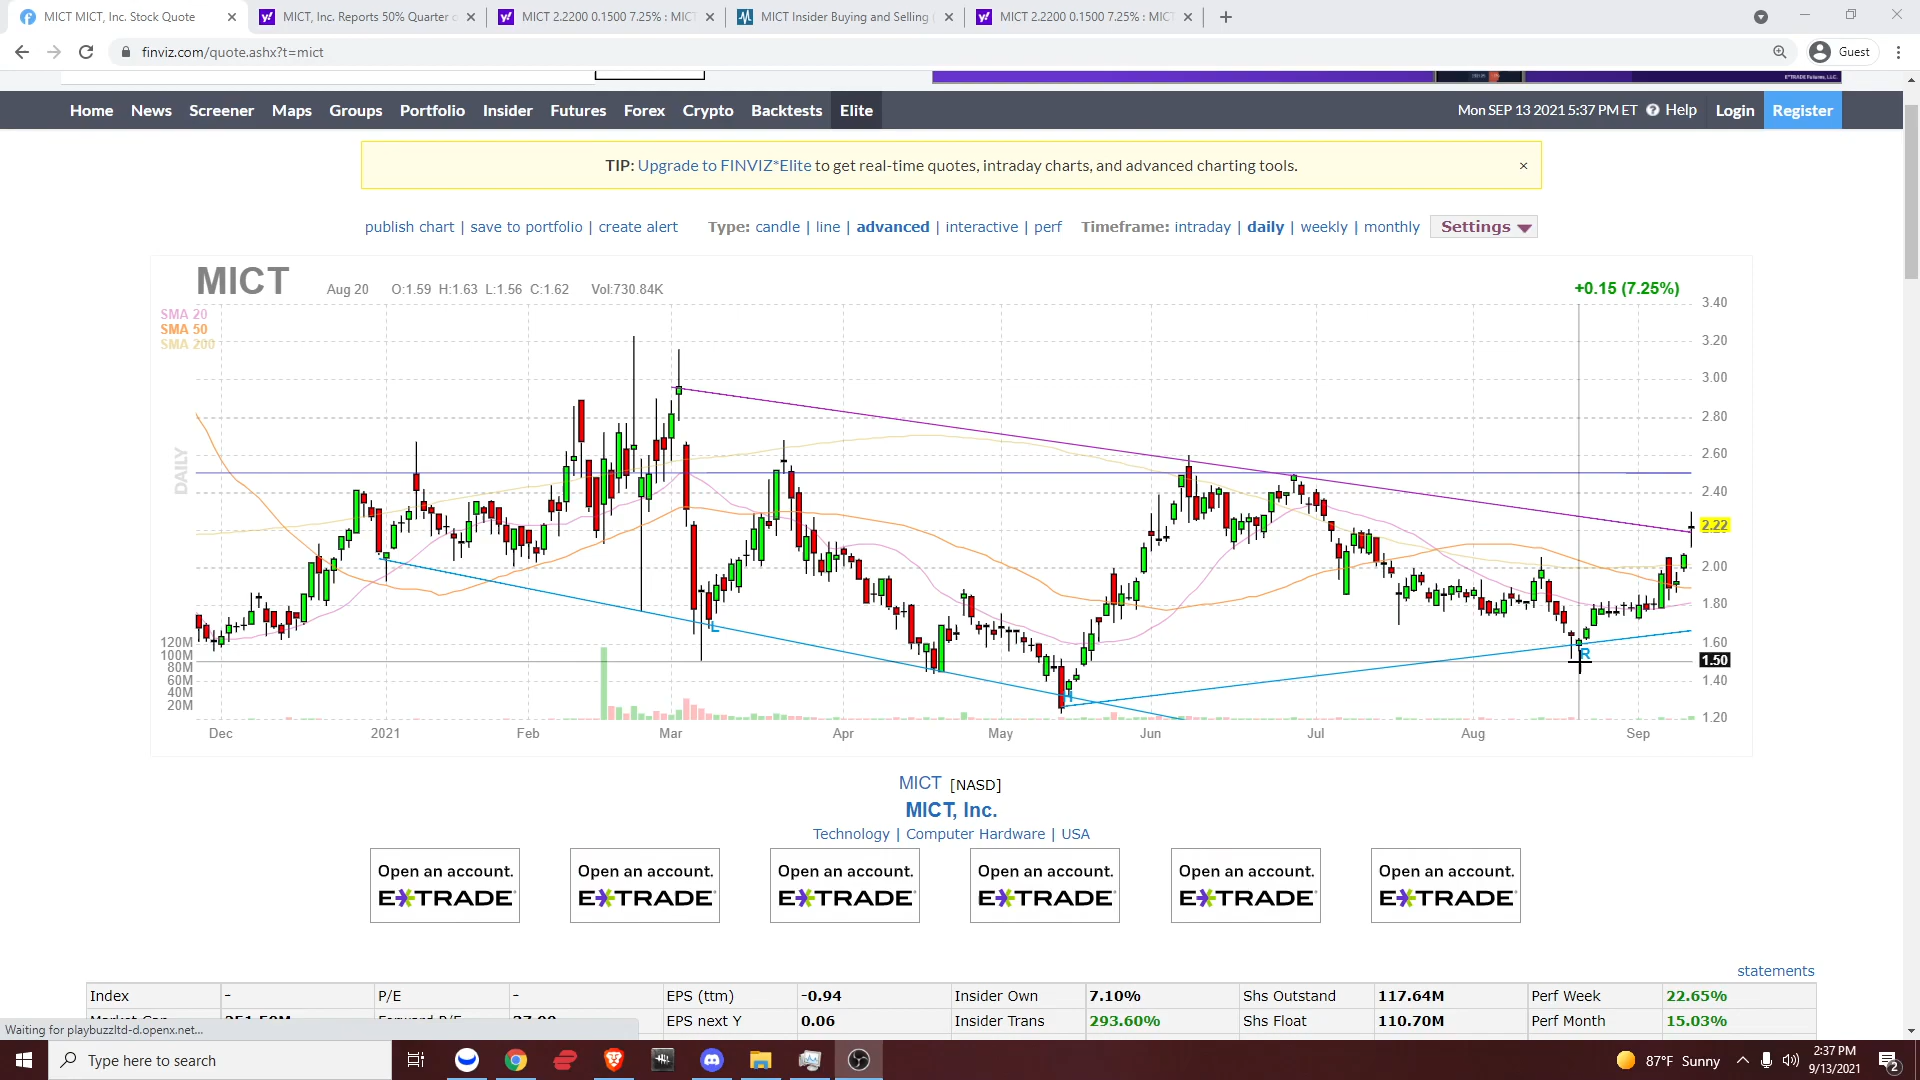 MICT MICT, Inc. Stock Quote
MICT, Inc. Reports 50% Quarter o
MICT 2.2200 0.1500 7.25% : MICT
MICT Insider Buying and Selling (
MICT 2.2200 0.1500 7.25% : MICT
finviz.com/quote.ashx?t=mict
Guest
E*TRADE Futures, LLC.
Home News Screener Maps Groups Portfolio Insider Futures Forex Crypto Backtests Elite
Mon SEP 13 2021 5:37 PM ET Help Login Register
TIP: Upgrade to FINVIZ*Elite to get real-time quotes, intraday charts, and advanced charting tools. ×
publish chart | save to portfolio | create alert Type: candle | line | advanced | interactive | perf Timeframe: intraday | daily | weekly | monthly Settings
MICT Aug 20 O:1.59 H:1.63 L:1.56 C:1.62 Vol:730.84K +0.15 (7.25%)
SMA 20
SMA 50
SMA 200
DAILY
3.40
3.20
3.00
2.80
2.60
2.40
2.22
2.00
1.80
1.60
1.50
1.40
1.20
120M
100M
80M
60M
40M
20M
L
H
R
Dec 2021 Feb Mar Apr May Jun Jul Aug Sep
MICT [NASD]
MICT, Inc.
Technology | Computer Hardware | USA
Open an account.
E*TRADE
Open an account.
E*TRADE
Open an account.
E*TRADE
Open an account.
E*TRADE
Open an account.
E*TRADE
Open an account.
E*TRADE
statements
Index - P/E - EPS (ttm) -0.94 Insider Own 7.10% Shs Outstand 117.64M Perf Week 22.65%
EPS next Y 0.06 Insider Trans 293.60% Shs Float 110.70M Perf Month 15.03%
Waiting for playbuzzltd-d.openx.net...
Type here to search
87°F Sunny
2:37 PM
9/13/2021
2